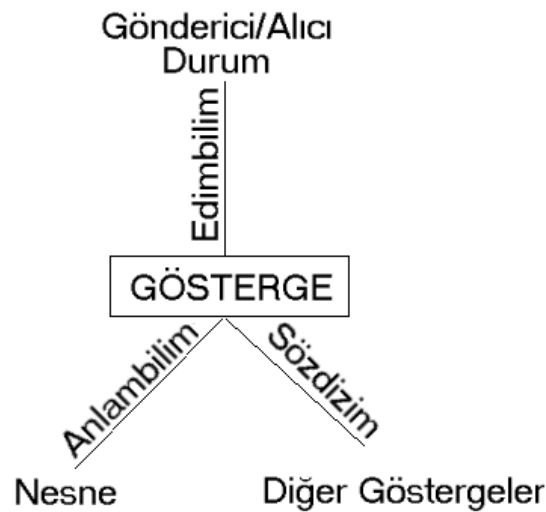 Gönderici/Alıcı
Durum
Edimbilim
GÖSTERGE
Anlambilim
Sözdizim
Nesne
Diğer Göstergeler